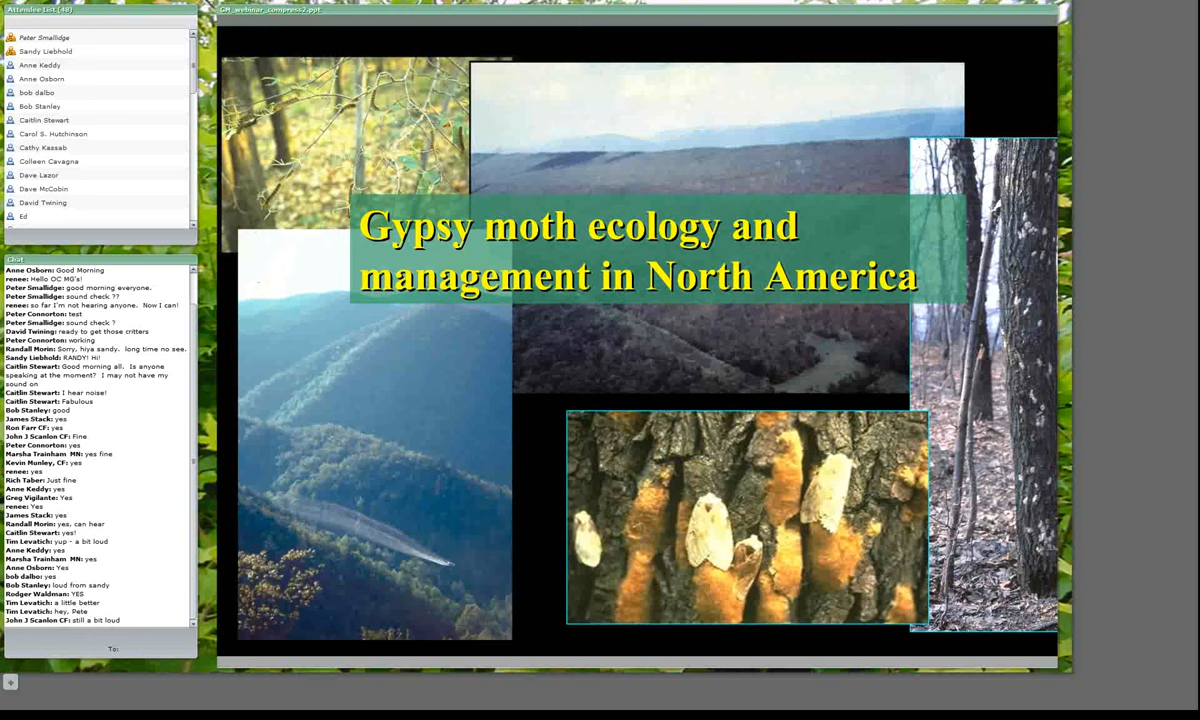 Attendee List (48)
Peter Smallidge
Sandy Liebhold
Anne Keddy
Anne Osborn
bob dalbo
Bob Stanley
Caitlin Stewart
Carol S. Hutchinson
Cathy Kassab
Colleen Cavagna
Dave Lazor
Dave McCobin
David Twining
Ed
Chat
Anne Osborn: Good Morning
renee: Hello OC MG's!
Peter Smallidge: good morning everyone.
Peter Smallidge: sound check ??
renee: so far I'm not hearing anyone. Now I can!
Peter Connorton: test
Peter Smallidge: sound check ?
David Twining: ready to get those critters
Peter Connorton: working
Randall Morin: Sorry, hiya sandy. long time no see.
Sandy Liebhold: RANDY! Hi!
Caitlin Stewart: Good morning all. Is anyone
speaking at the moment? I may not have my
sound on
Caitlin Stewart: I hear noise!
Caitlin Stewart: Fabulous
Bob Stanley: good
James Stack: yes
Ron Farr CF: yes
John J Scanlon CF: Fine
Peter Connorton: yes
Marsha Trainham MN: yes fine
Kevin Munley, CF: yes
renee: yes
Rich Taber: Just fine
Anne Keddy: yes
Greg Vigilante: Yes
renee: Yes
James Stack: yes
Randall Morin: yes, can hear
Caitlin Stewart: yes!
Tim Levatich: yup - a bit loud
Anne Keddy: yes
Marsha Trainham MN: yes
Anne Osborn: Yes
bob dalbo: yes
Bob Stanley: loud from sandy
Rodger Waldman: YES
Tim Levatich: a little better
Tim Levatich: hey, Pete
John J Scanlon CF: still a bit loud
To:
GM_webinar_compress2.ppt
Gypsy moth ecology and
management in North America